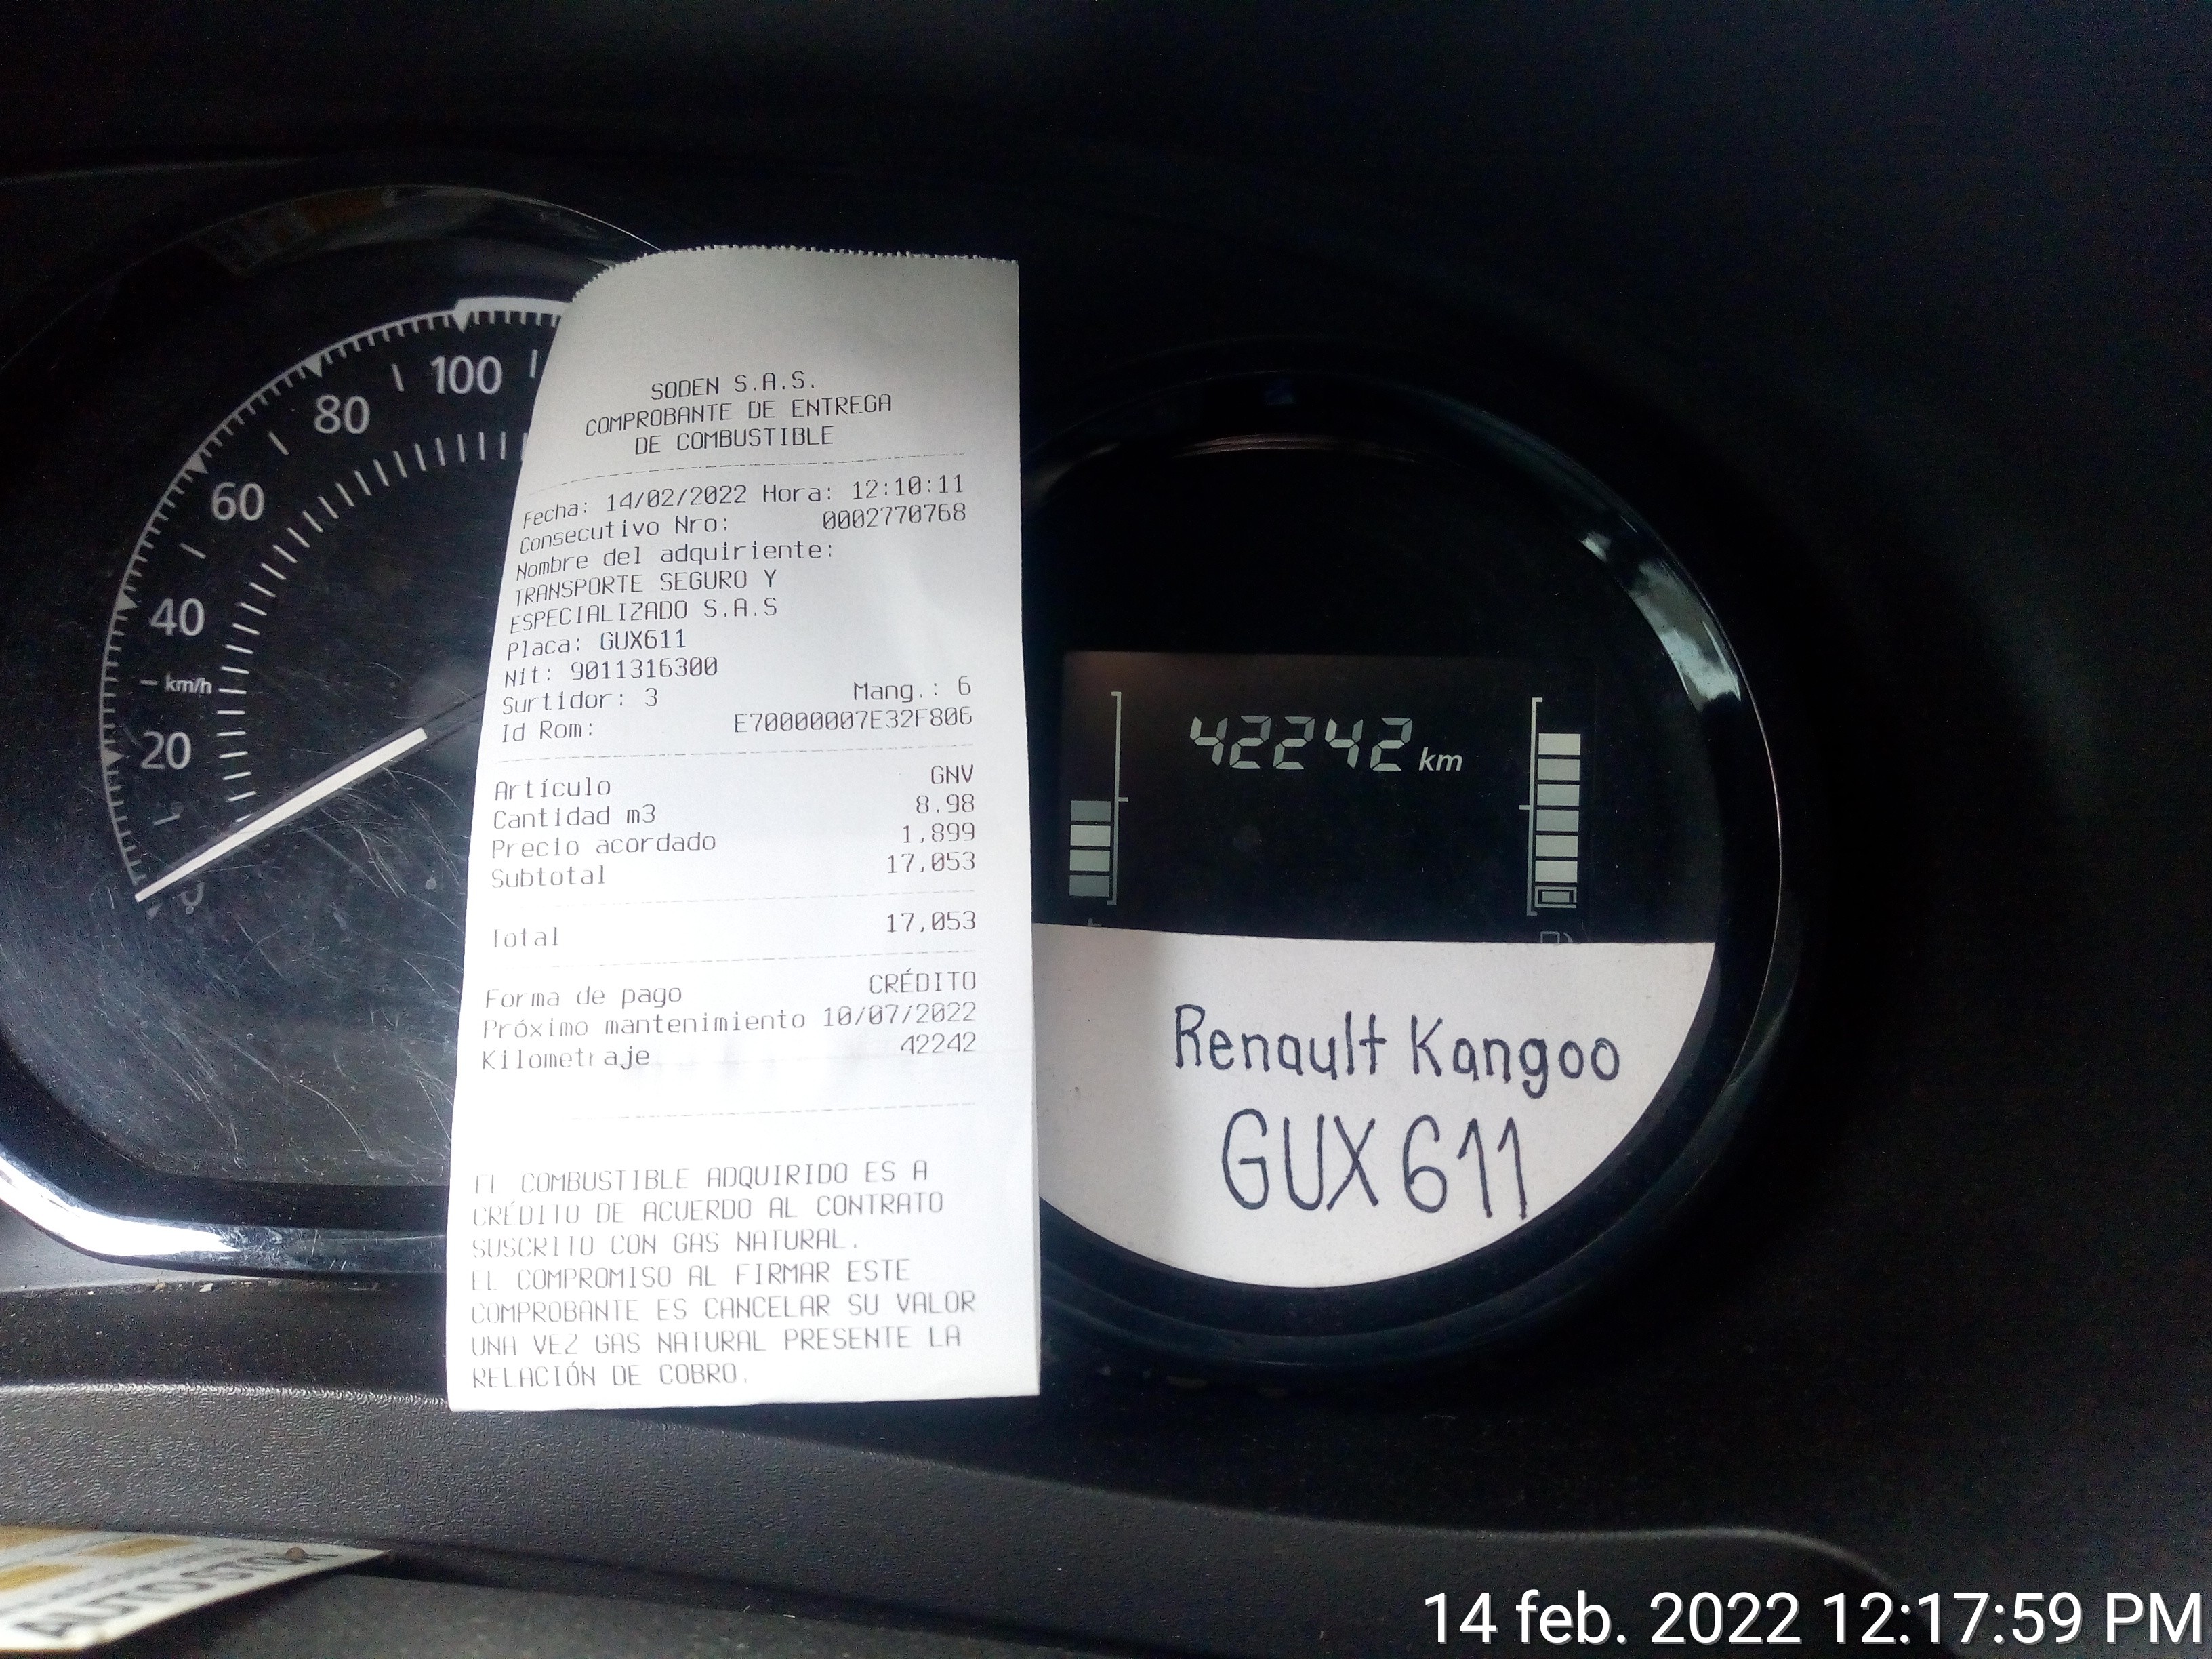 100
80
60
40
km/h
20
SODEN S.A.S.
COMPROBANTE DE ENTREGA
DE COMBUSTIBLE
Fecha: 14/02/2022 Hora: 12:10:11
Consecutivo Nro: 0002770768
Nombre del adquiriente:
TRANSPORTE SEGURO Y
ESPECIALIZADO S.A.S
Placa: GUX611
Nit: 9011316300
Surtidor: 3 Mang.: 6
Id Rom: E70000007E32F806
Artículo GNV
Cantidad m3 8.98
Precio acordado 1,899
Subtotal 17,053
Total 17,053
Forma de pago CRÉDITO
Próximo mantenimiento 10/07/2022
Kilometraje 42242
EL COMBUSTIBLE ADQUIRIDO ES A
CRÉDITO DE ACUERDO AL CONTRATO
SUSCRITO CON GAS NATURAL.
EL COMPROMISO AL FIRMAR ESTE
COMPROBANTE ES CANCELAR SU VALOR
UNA VEZ GAS NATURAL PRESENTE LA
RELACIÓN DE COBRO.
42242 km
Renault Kangoo
GUX611
14 feb. 2022 12:17:59 PM